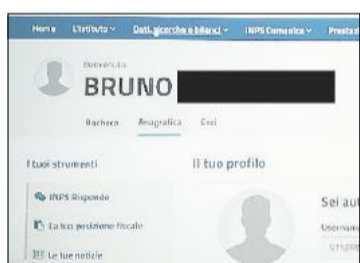 Home L'istituto Dati, ricerche e bilanci INPS Comunica Prestazi
Benvenuto
BRUNO
Bacheca Anagrafica Esci
I tuoi strumenti Il tuo profilo
INPS Risponde
Sei aut
La tua posizione fiscale
Username
Le tue notizie